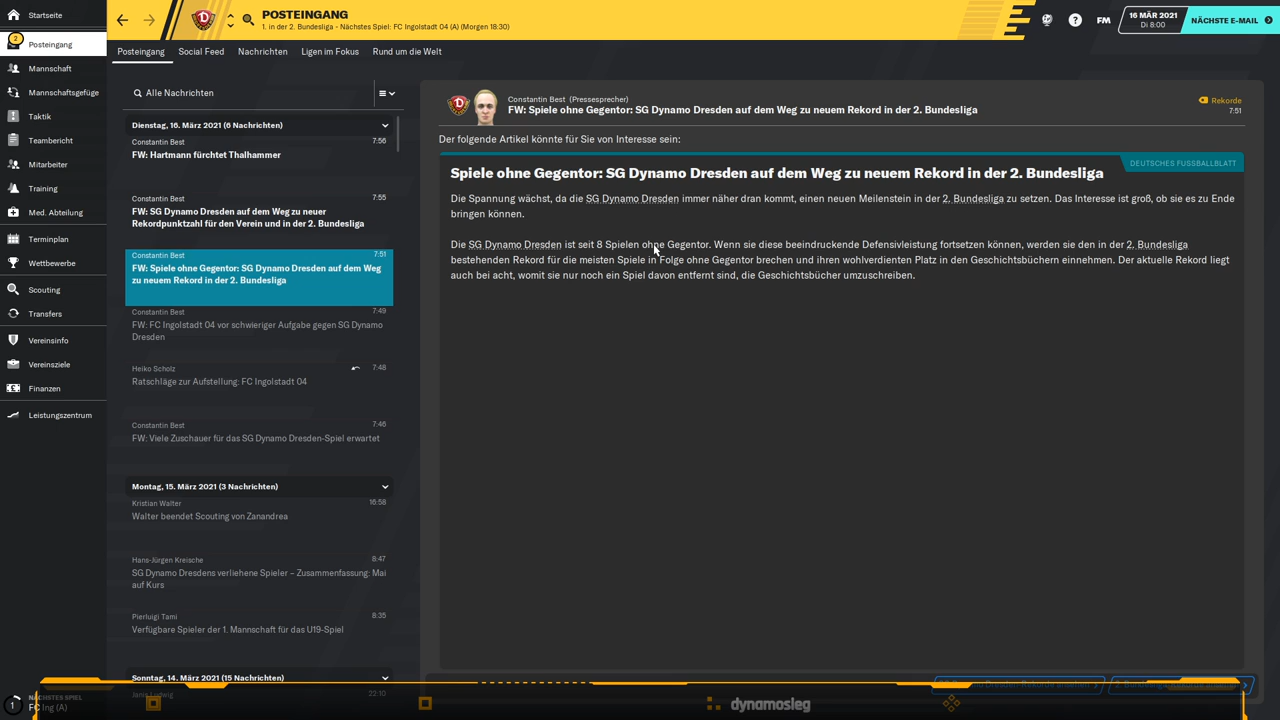 Startseite
2
Posteingang
Mannschaft
Mannschaftsgefüge
Taktik
Teambericht
Mitarbeiter
Training
Med. Abteilung
Terminplan
Wettbewerbe
Scouting
Transfers
Vereinsinfo
Vereinsziele
Finanzen
Leistungszentrum
NÄCHSTES SPIEL
FC Ing (A)
POSTEINGANG
1. in der 2. Bundesliga - Nächstes Spiel: FC Ingolstadt 04 (A) (Morgen 18:30)
FM
16 MÄR 2021
Di 8:00
NÄCHSTE E-MAIL
Posteingang Social Feed Nachrichten Ligen im Fokus Rund um die Welt
Alle Nachrichten
Dienstag, 16. März 2021 (6 Nachrichten)
Constantin Best 7:56
FW: Hartmann fürchtet Thalhammer
Constantin Best 7:55
FW: SG Dynamo Dresden auf dem Weg zu neuer
Rekordpunktzahl für den Verein und in der 2. Bundesliga
Constantin Best 7:51
FW: Spiele ohne Gegentor: SG Dynamo Dresden auf dem Weg
zu neuem Rekord in der 2. Bundesliga
Constantin Best 7:49
FW: FC Ingolstadt 04 vor schwieriger Aufgabe gegen SG Dynamo
Dresden
Heiko Scholz 7:48
Ratschläge zur Aufstellung: FC Ingolstadt 04
Constantin Best 7:46
FW: Viele Zuschauer für das SG Dynamo Dresden-Spiel erwartet
Montag, 15. März 2021 (3 Nachrichten)
Kristian Walter 16:58
Walter beendet Scouting von Zanandrea
Hans-Jürgen Kreische 8:47
SG Dynamo Dresdens verliehene Spieler – Zusammenfassung: Mai
auf Kurs
Pierluigi Tami 8:35
Verfügbare Spieler der 1. Mannschaft für das U19-Spiel
Sonntag, 14. März 2021 (15 Nachrichten)
Janis Ludwig 22:10
Constantin Best (Pressesprecher)
FW: Spiele ohne Gegentor: SG Dynamo Dresden auf dem Weg zu neuem Rekord in der 2. Bundesliga
Rekorde
7:51
Der folgende Artikel könnte für Sie von Interesse sein:
DEUTSCHES FUSSBALLBLATT
Spiele ohne Gegentor: SG Dynamo Dresden auf dem Weg zu neuem Rekord in der 2. Bundesliga
Die Spannung wächst, da die SG Dynamo Dresden immer näher dran kommt, einen neuen Meilenstein in der 2. Bundesliga zu setzen. Das Interesse ist groß, ob sie es zu Ende
bringen können.
Die SG Dynamo Dresden ist seit 8 Spielen ohne Gegentor. Wenn sie diese beeindruckende Defensivleistung fortsetzen können, werden sie den in der 2. Bundesliga
bestehenden Rekord für die meisten Spiele in Folge ohne Gegentor brechen und ihren wohlverdienten Platz in den Geschichtsbüchern einnehmen. Der aktuelle Rekord liegt
auch bei acht, womit sie nur noch ein Spiel davon entfernt sind, die Geschichtsbücher umzuschreiben.
1
dynamosleg